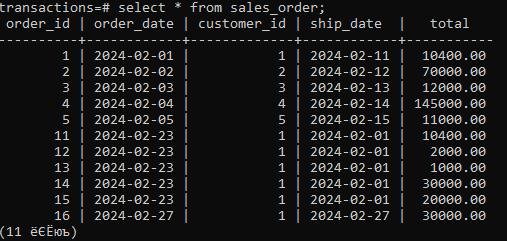 transactions=# select * from sales_order;
order_id | order_date | customer_id | ship_date | total
----------+------------+-------------+------------+-----------
1 | 2024-02-01 | 1 | 2024-02-11 | 10400.00
2 | 2024-02-02 | 2 | 2024-02-12 | 70000.00
3 | 2024-02-03 | 3 | 2024-02-13 | 12000.00
4 | 2024-02-04 | 4 | 2024-02-14 | 145000.00
5 | 2024-02-05 | 5 | 2024-02-15 | 11000.00
11 | 2024-02-23 | 1 | 2024-02-01 | 10400.00
12 | 2024-02-23 | 1 | 2024-02-01 | 2000.00
13 | 2024-02-23 | 1 | 2024-02-01 | 1000.00
14 | 2024-02-23 | 1 | 2024-02-01 | 30000.00
15 | 2024-02-23 | 1 | 2024-02-01 | 20000.00
16 | 2024-02-27 | 1 | 2024-02-27 | 30000.00
(11 ёЄЁюъ)